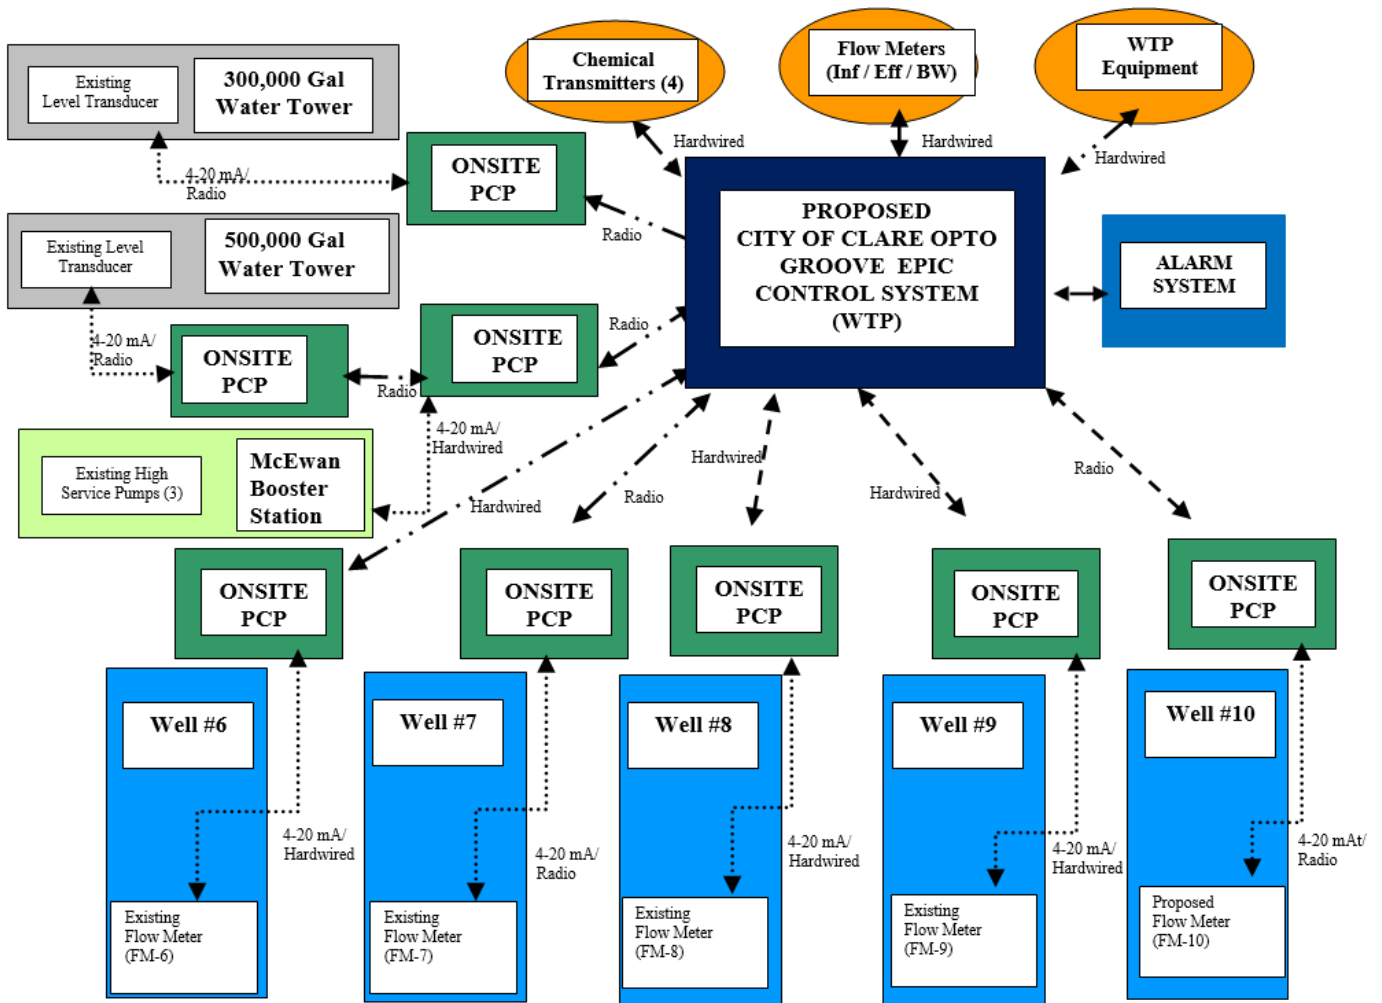 Chemical
Transmitters (4)
Flow Meters
(Inf / Eff / BW)
WTP
Equipment
Existing
Level Transducer
300,000 Gal
Water Tower
Hardwired
Hardwired
Hardwired
4-20 mA/
Radio
ONSITE
PCP
Radio
PROPOSED
CITY OF CLARE OPTO
GROOVE EPIC
CONTROL SYSTEM
(WTP)
ALARM
SYSTEM
Existing Level
Transducer
500,000 Gal
Water Tower
4-20 mA/
Radio
ONSITE
PCP
Radio
ONSITE
PCP
Radio
4-20 mA/
Hardwired
Existing High
Service Pumps (3)
McEwan
Booster
Station
Hardwired
Radio
Hardwired
Hardwired
Radio
ONSITE
PCP
ONSITE
PCP
ONSITE
PCP
ONSITE
PCP
ONSITE
PCP
Well #6
Well #7
Well #8
Well #9
Well #10
4-20 mA/
Hardwired
4-20 mA/
Radio
4-20 mA/
Hardwired
4-20 mA/
Hardwired
4-20 mAt/
Radio
Existing
Flow Meter
(FM-6)
Existing
Flow Meter
(FM-7)
Existing
Flow Meter
(FM-8)
Existing
Flow Meter
(FM-9)
Proposed
Flow Meter
(FM-10)